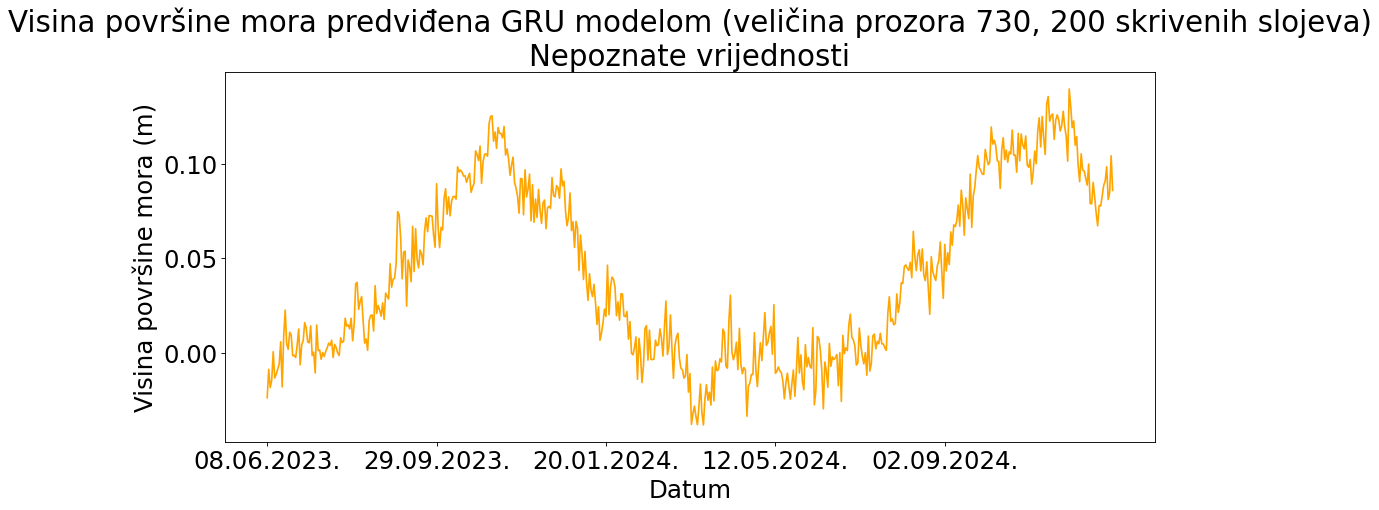 Visina površine mora predviđena GRU modelom (veličina prozora 730, 200 skrivenih slojeva)
Nepoznate vrijednosti
Visina površine mora (m)
0.10
0.05
0.00
08.06.2023. 29.09.2023. 20.01.2024. 12.05.2024. 02.09.2024.
Datum